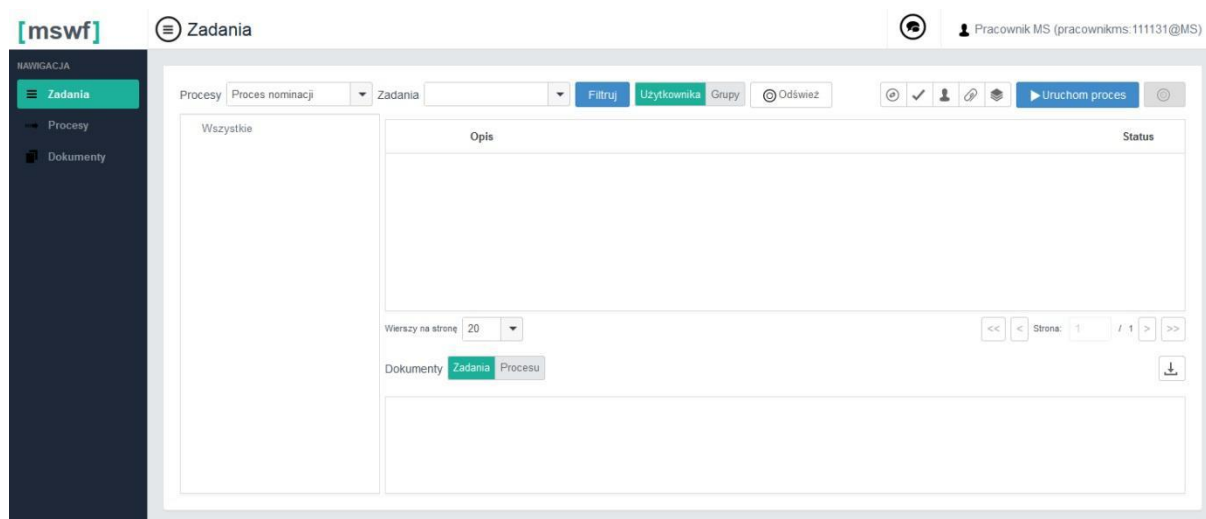 [mswf]
Zadania
Pracownik MS (pracownikms:111131@MS)
NAWIGACJA
Zadania
Procesy
Dokumenty
Procesy Proces nominacji Zadania Filtruj Użytkownika Grupy Odśwież Uruchom proces
Wszystkie
Opis Status
Wierszy na stronę 20 << < Strona: 1 / 1 > >>
Dokumenty Zadania Procesu